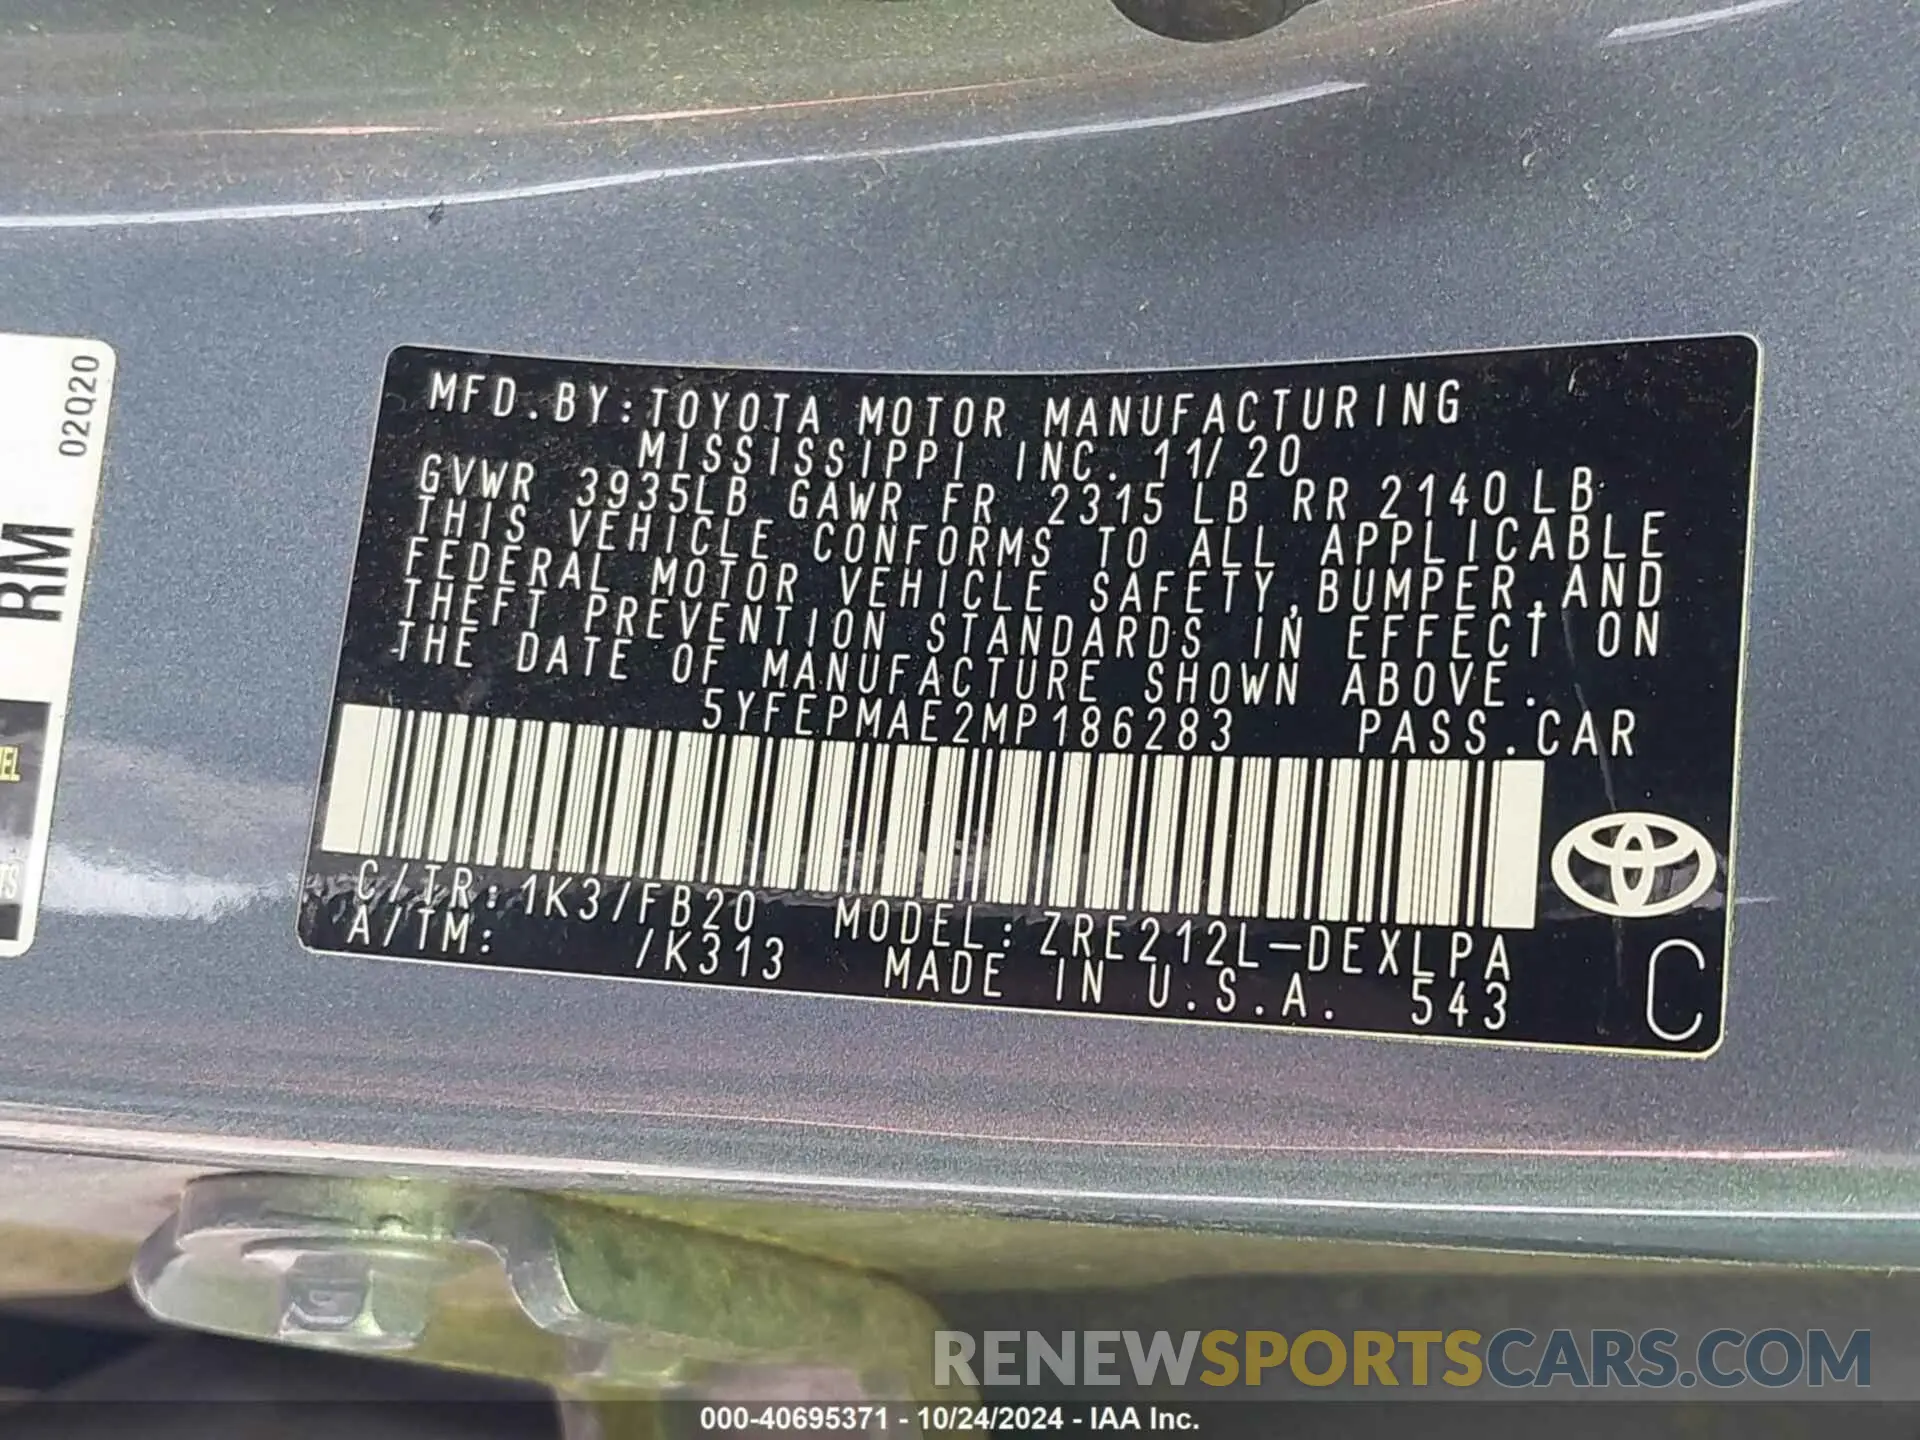 02Q20
RM
MFD.BY:TOYOTA MOTOR MANUFACTURING
MISSISSIPPI INC. 11/20
GVWR 3935LB GAWR FR 2315LB RR 2140LB
THIS VEHICLE CONFORMS TO ALL APPLICABLE
FEDERAL MOTOR VEHICLE SAFETY,BUMPER,AND
THEFT PREVENTION STANDARDS IN EFFECT ON
THE DATE OF MANUFACTURE SHOWN ABOVE.
5YFEPMAE2MP186283 PASS.CAR
C/TR:1K3/FB20 MODEL:ZRE212L-DEXLPA
A/TM: /K313 MADE IN U.S.A. 543
C
RENEWSPORTSCARS.COM
000-40695371 - 10/24/2024 - IAA Inc.